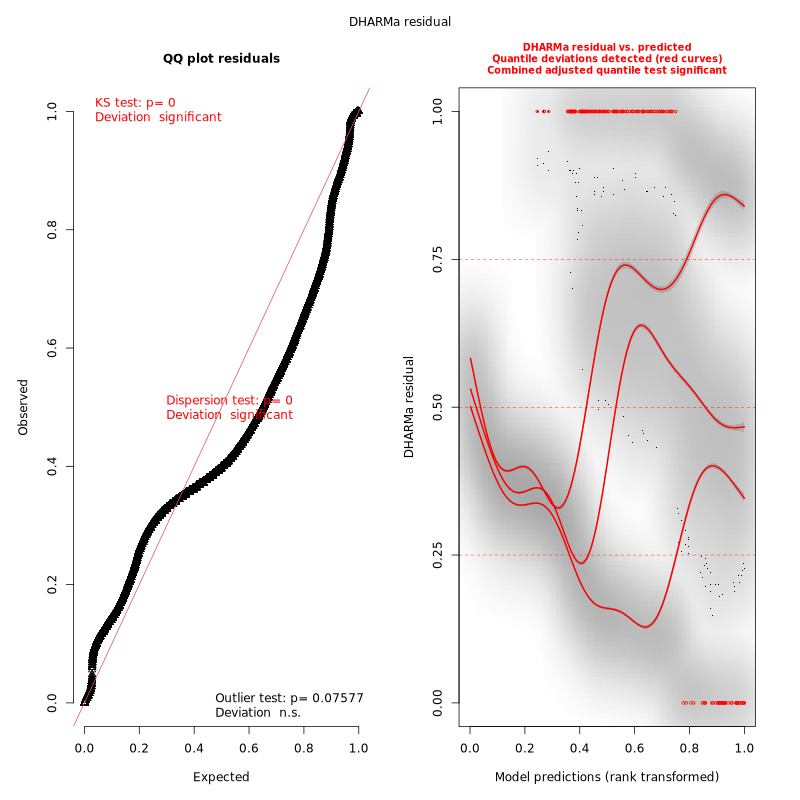 DHARMa residual
QQ plot residuals
KS test: p= 0
Deviation significant
Dispersion test: p= 0
Deviation significant
Outlier test: p= 0.07577
Deviation n.s.
Observed
0.0
0.2
0.4
0.6
0.8
1.0
0.0
0.2
0.4
0.6
0.8
1.0
Expected
DHARMa residual vs. predicted
Quantile deviations detected (red curves)
Combined adjusted quantile test significant
DHARMa residual
0.00
0.25
0.50
0.75
1.00
0.0
0.2
0.4
0.6
0.8
1.0
Model predictions (rank transformed)